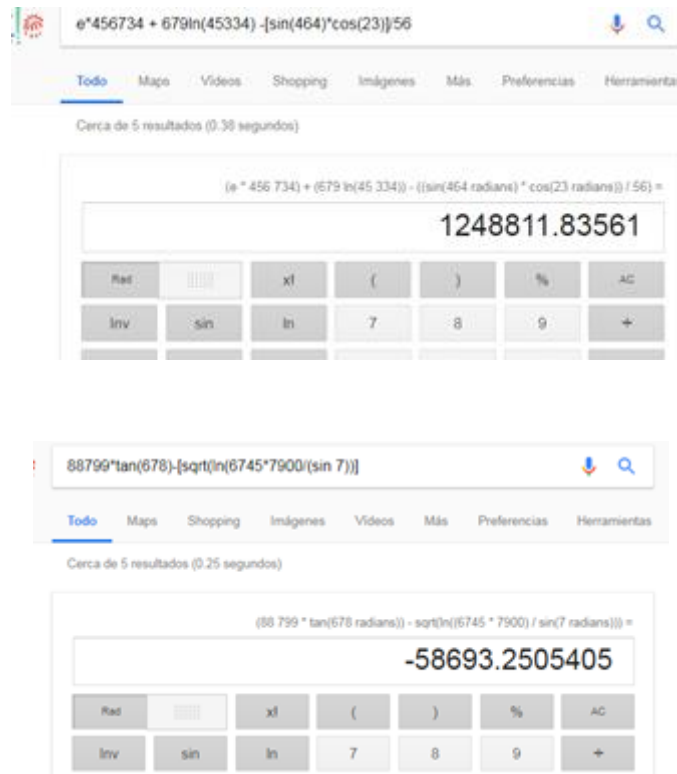 e*456734 + 679ln(45334) -[sin(464)*cos(23)]/56
Todo Maps Vídeos Shopping Imágenes Más Preferencias Herramienta
Cerca de 5 resultados (0.38 segundos)
(e * 456 734) + (679 ln(45 334)) - ((sin(464 radians) * cos(23 radians)) / 56) =
1248811.83561
Rad x! ( ) % AC
Inv sin ln 7 8 9 ÷
88799*tan(678)-[sqrt(ln(6745*7900/(sin 7))]
Todo Maps Shopping Imágenes Vídeos Más Preferencias Herramientas
Cerca de 5 resultados (0.25 segundos)
(88 799 * tan(678 radians)) - sqrt(ln((6745 * 7900) / sin(7 radians))) =
-58693.2505405
Rad x! ( ) % AC
Inv sin ln 7 8 9 ÷